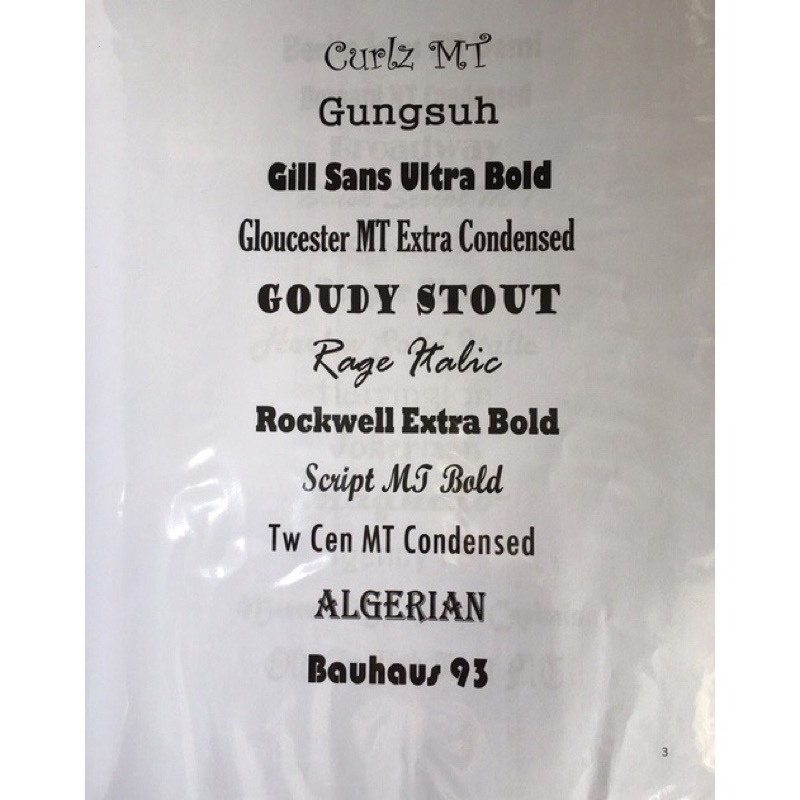 Curlz MT
Gungsuh
Gill Sans Ultra Bold
Gloucester MT Extra Condensed
GOUDY STOUT
Rage Italic
Rockwell Extra Bold
Script MT Bold
Tw Cen MT Condensed
ALGERIAN
Bauhaus 93
3